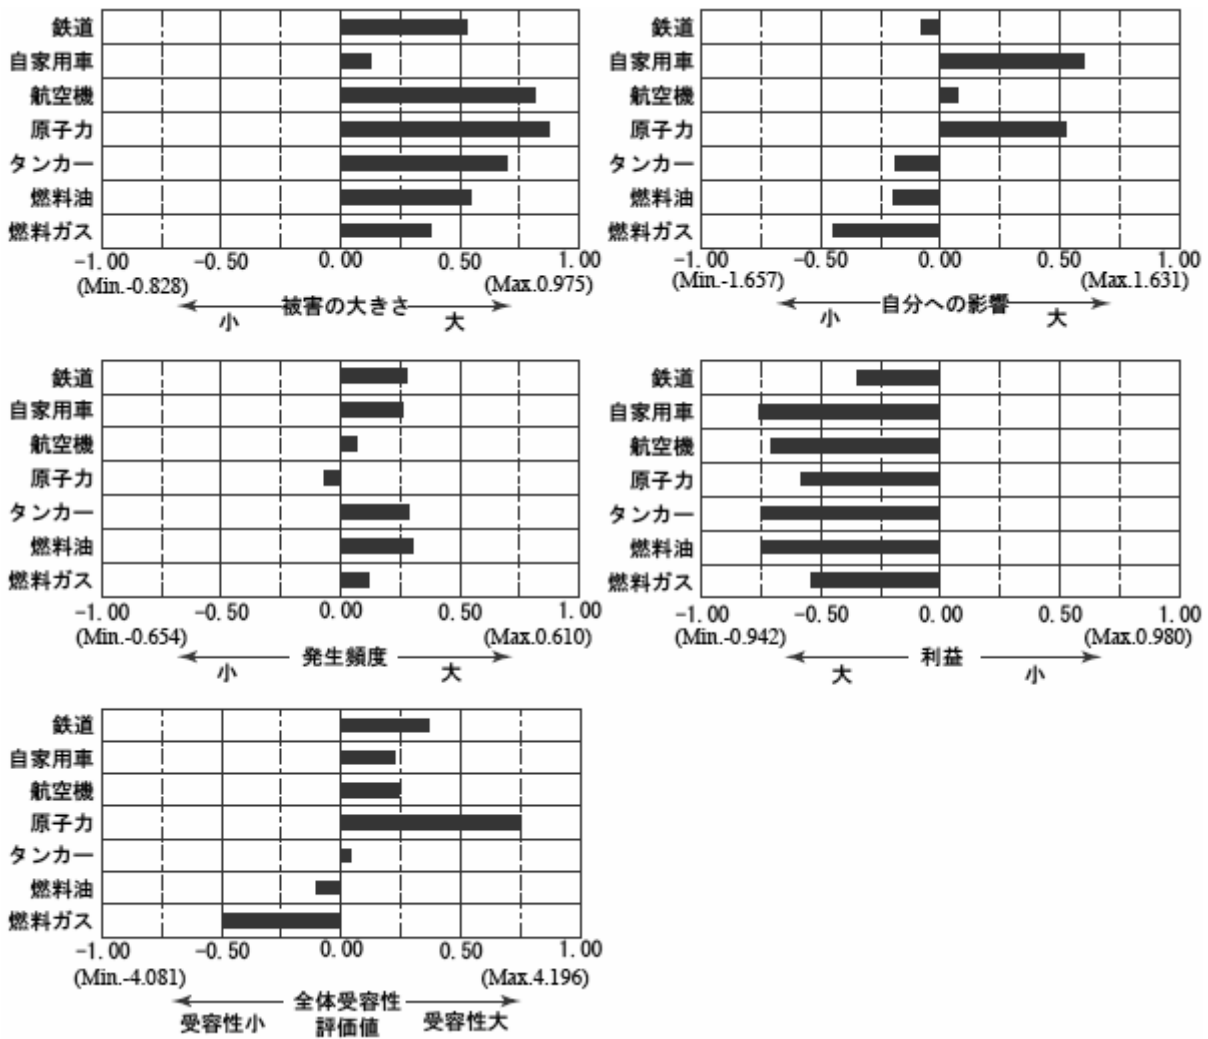 鉄道
自家用車
航空機
原子力
タンカー
燃料油
燃料ガス
-1.00 -0.50 0.00 0.50 1.00
(Min.-0.828) (Max.0.975)
被害の大きさ
小 大
鉄道
自家用車
航空機
原子力
タンカー
燃料油
燃料ガス
-1.00 -0.50 0.00 0.50 1.00
(Min.-1.657) (Max.1.631)
自分への影響
小 大
鉄道
自家用車
航空機
原子力
タンカー
燃料油
燃料ガス
-1.00 -0.50 0.00 0.50 1.00
(Min.-0.654) (Max.0.610)
発生頻度
小 大
鉄道
自家用車
航空機
原子力
タンカー
燃料油
燃料ガス
-1.00 -0.50 0.00 0.50 1.00
(Min.-0.942) (Max.0.980)
利益
大 小
鉄道
自家用車
航空機
原子力
タンカー
燃料油
燃料ガス
-1.00 -0.50 0.00 0.50 1.00
(Min.-4.081) (Max.4.196)
全体受容性
受容性小 評価値 受容性大